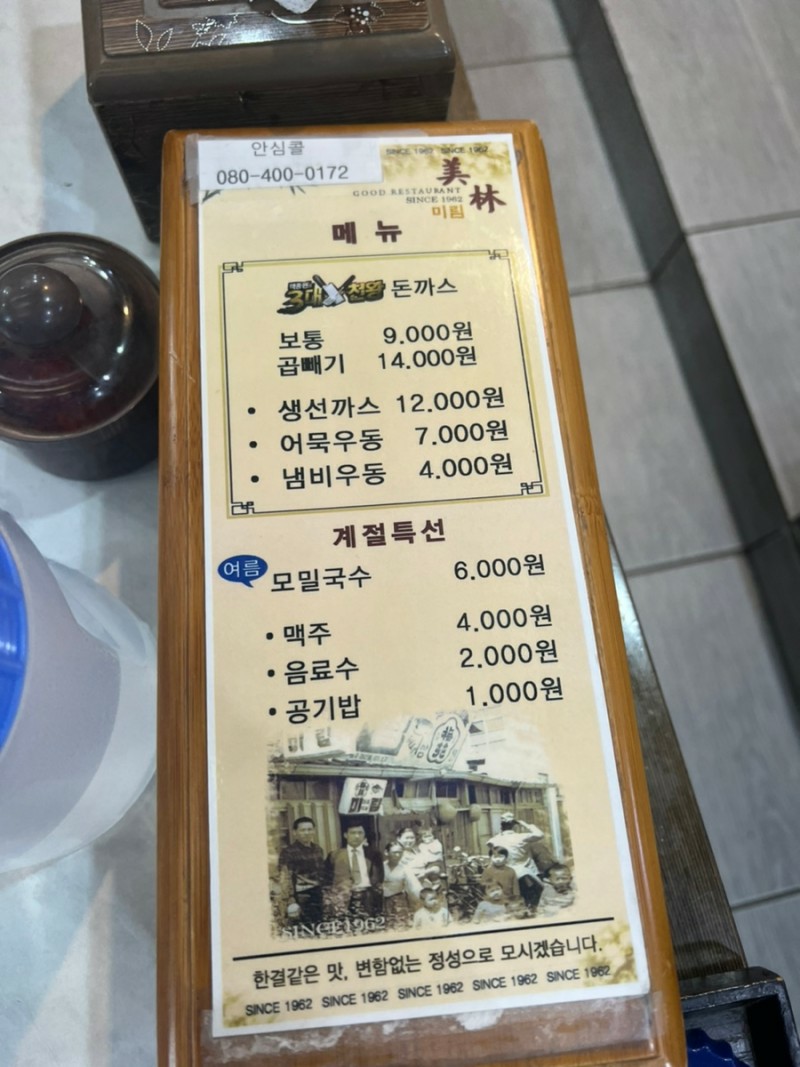 안심콜
080-400-0172
SINCE 1962 SINCE 1962
美林
GOOD RESTAURANT
SINCE 1962
미림
메뉴
백종원의 3대천왕 돈까스
보통 9.000원
곱빼기 14.000원
• 생선까스 12.000원
• 어묵우동 7.000원
• 냄비우동 4.000원
계절특선
여름 모밀국수 6.000원
• 맥주 4.000원
• 음료수 2.000원
• 공기밥 1.000원
미림
SINCE1962
한결같은 맛, 변함없는 정성으로 모시겠습니다.
SINCE 1962 SINCE 1962 SINCE 1962 SINCE 1962 SINCE 1962